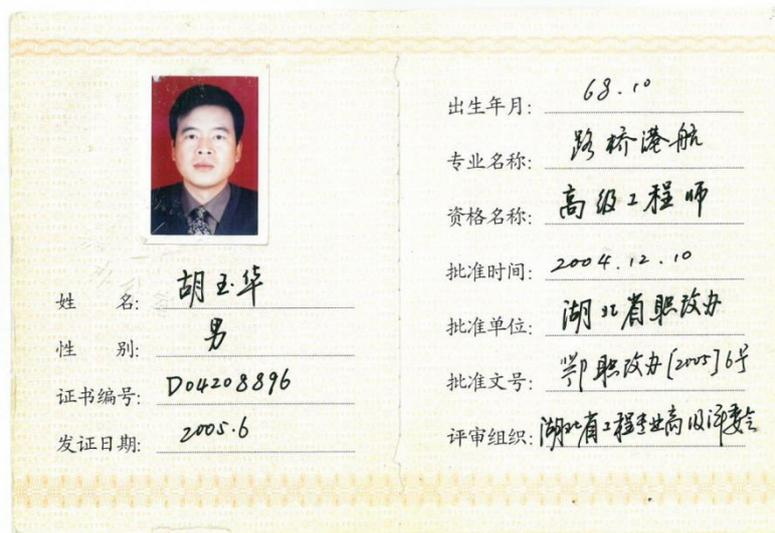 姓 名: 胡玉华
性 别: 男
证书编号: D04208896
发证日期: 2005.6
出生年月: 68.10
专业名称: 路桥港航
资格名称: 高级工程师
批准时间: 2004.12.10
批准单位: 湖北省职改办
批准文号: 鄂职改办[2005]6号
评审组织: 湖北省工程专业高级评委会